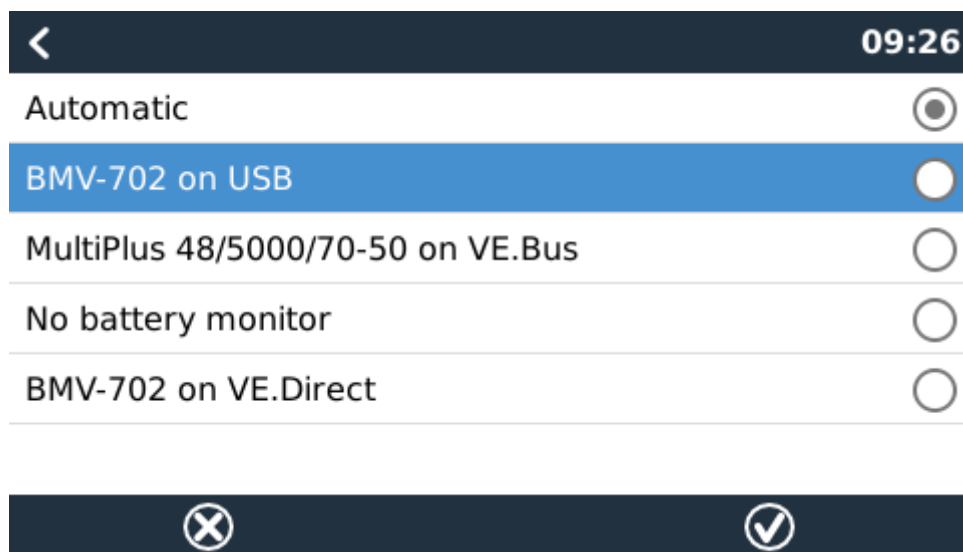 09:26
Automatic
BMV-702 on USB
MultiPlus 48/5000/70-50 on VE.Bus
No battery monitor
BMV-702 on VE.Direct